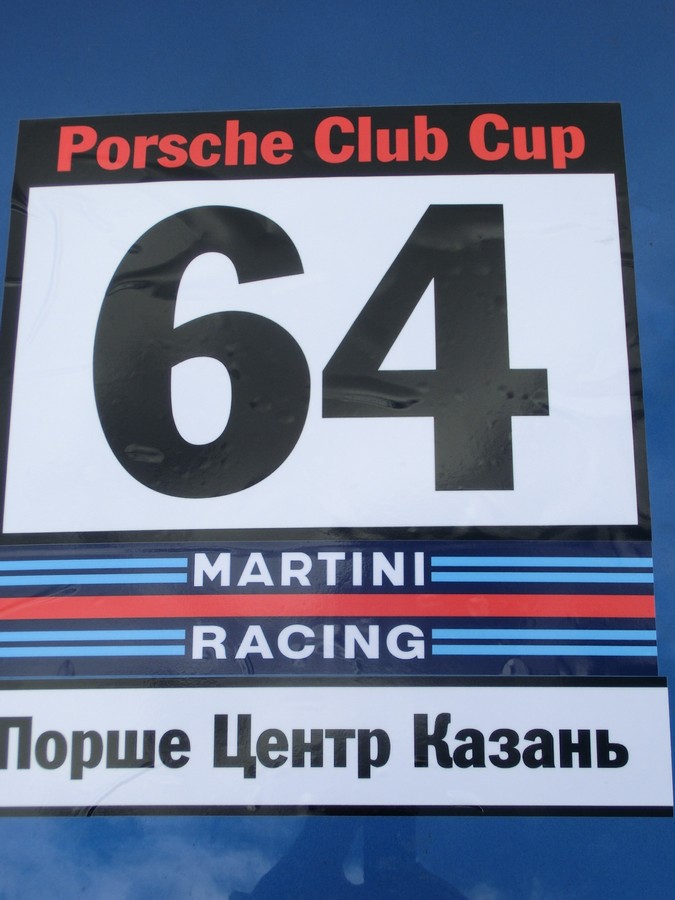 Porsche Club Cup
64
MARTINI
RACING
Порше Центр Казань